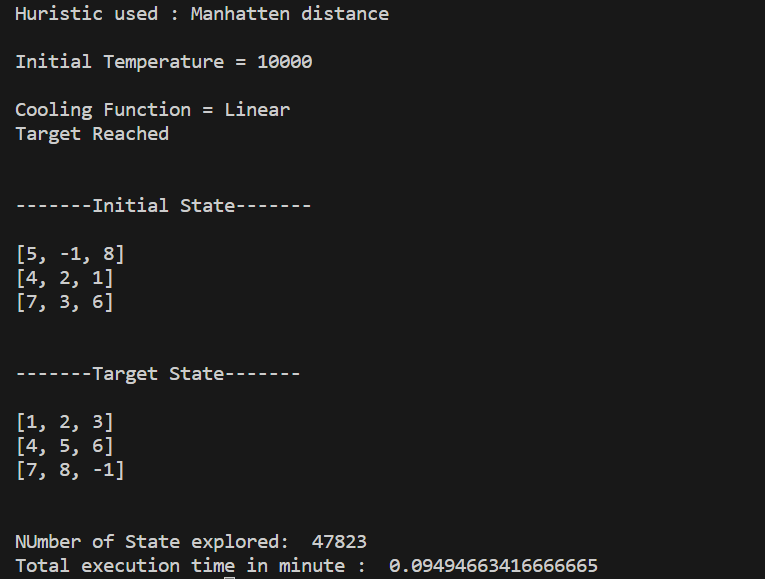 Huristic used : Manhatten distance
Initial Temperature = 10000
Cooling Function = Linear
Target Reached
-------Initial State-------
[5, -1, 8]
[4, 2, 1]
[7, 3, 6]
-------Target State-------
[1, 2, 3]
[4, 5, 6]
[7, 8, -1]
NUmber of State explored:  47823
Total execution time in minute :  0.09494663416666665